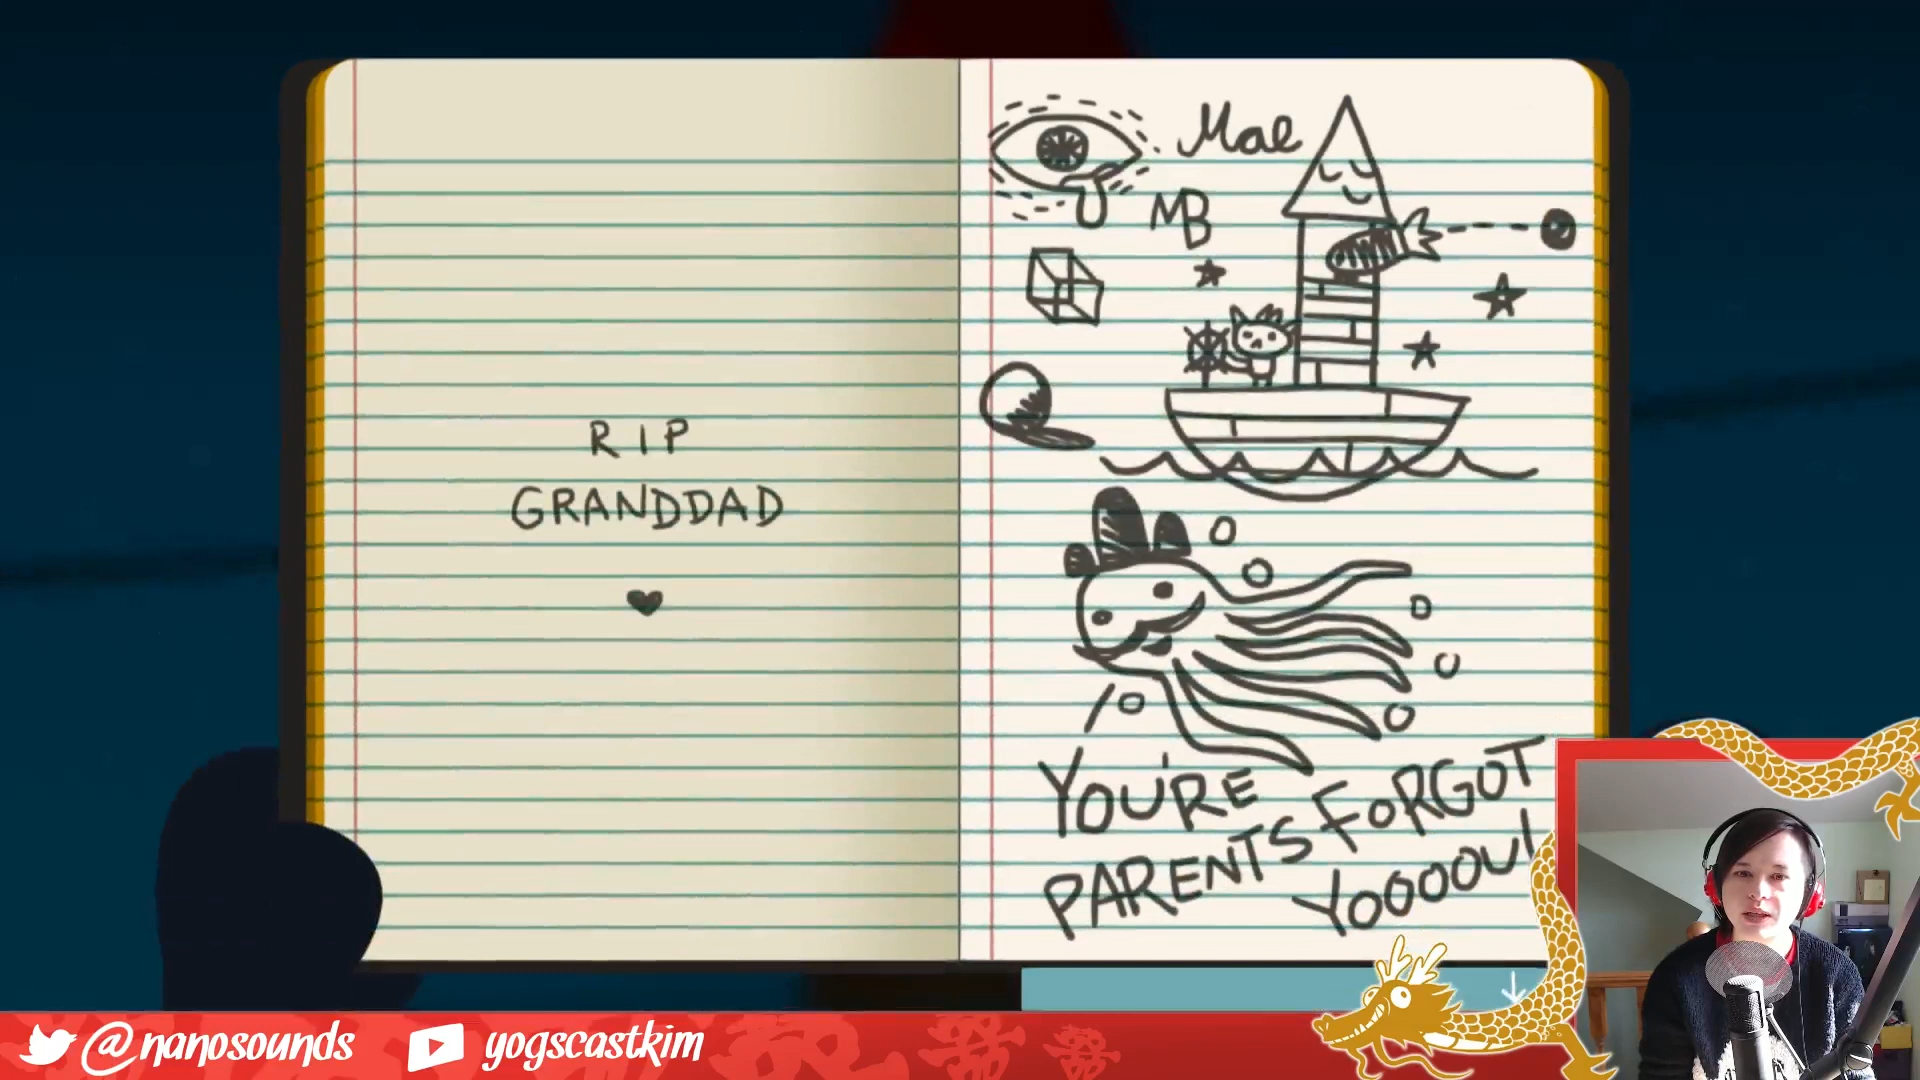 RIP
GRANDDAD
Mae
MB
YOU'RE
PARENTS FORGOT
YOOOOU!
@nanosounds
yogscastkim